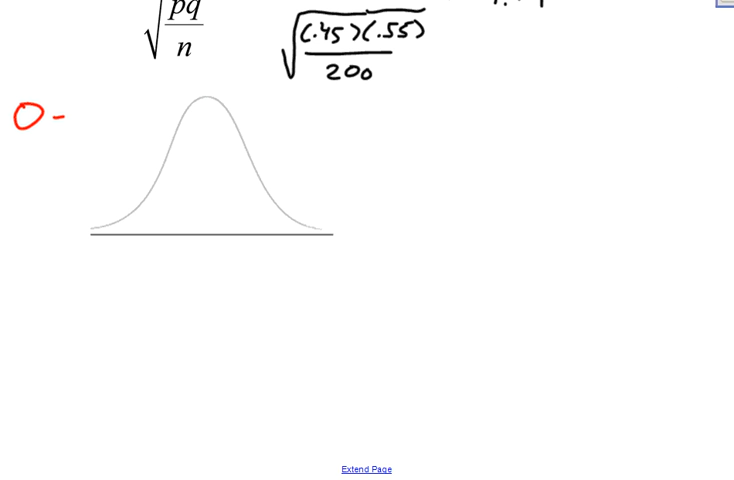 √(pq/n) √((.45)(.55)/200)
O-
Extend Page